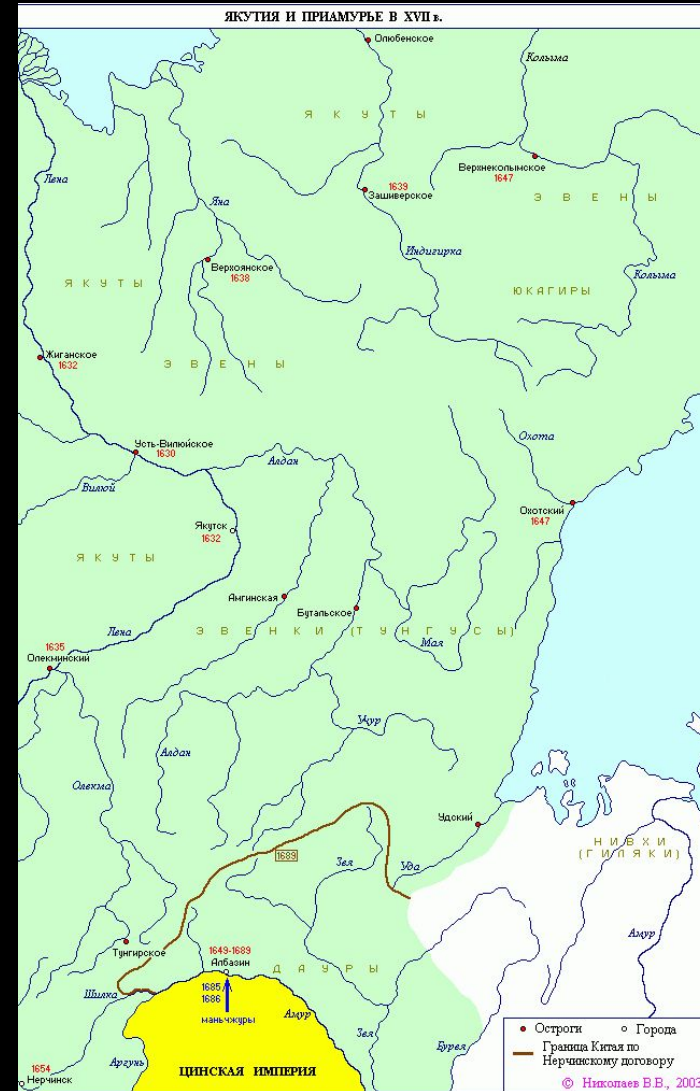 ЯКУТИЯ И ПРИАМУРЬЕ В XVII в.
Олюбенское
Колыма
Я К У Т Ы
Верхнеколымское
1647
Лена
1639
Зашиверское
Э В Е Н Ы
Яна
Индигирка
Верхоянское
1638
Колыма
Я К У Т Ы
ЮКАГИРЫ
Жиганское
1632
Э В Е Н Ы
Усть-Вилюйское
1630
Охота
Алдан
Вилюй
Охотский
1647
Якутск
1632
Я К У Т Ы
Амгинская
Бутальское
Лена
Э В Е Н К И (Т У Н Г У С Ы)
Мая
1635
Олекминский
Учур
Алдан
Олекма
Удский
Н И В Х И
(Г И Л Я К И)
1689
Зея
Уда
Амур
Тунгирское
1649-1689
Албазин
Д А У Р Ы
Шилка
1685
1686
маньчжуры
Амур
Зея
Бурея
1654
Нерчинск
Аргунь
ЦИНСКАЯ ИМПЕРИЯ
Остроги
Города
Граница Китая по
Нерчинскому договору
© Николаев В.В., 2003